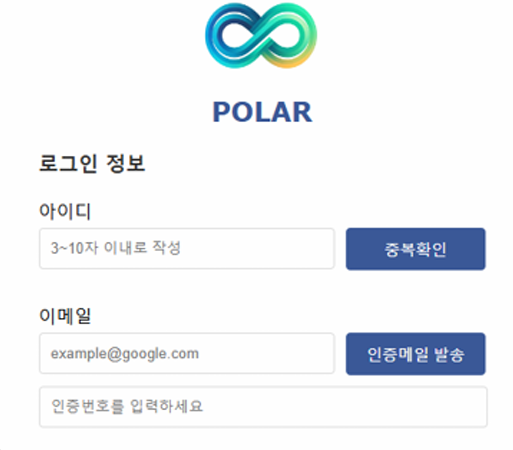 POLAR
로그인 정보
아이디
3~10자 이내로 작성
중복확인
이메일
example@google.com
인증메일 발송
인증번호를 입력하세요